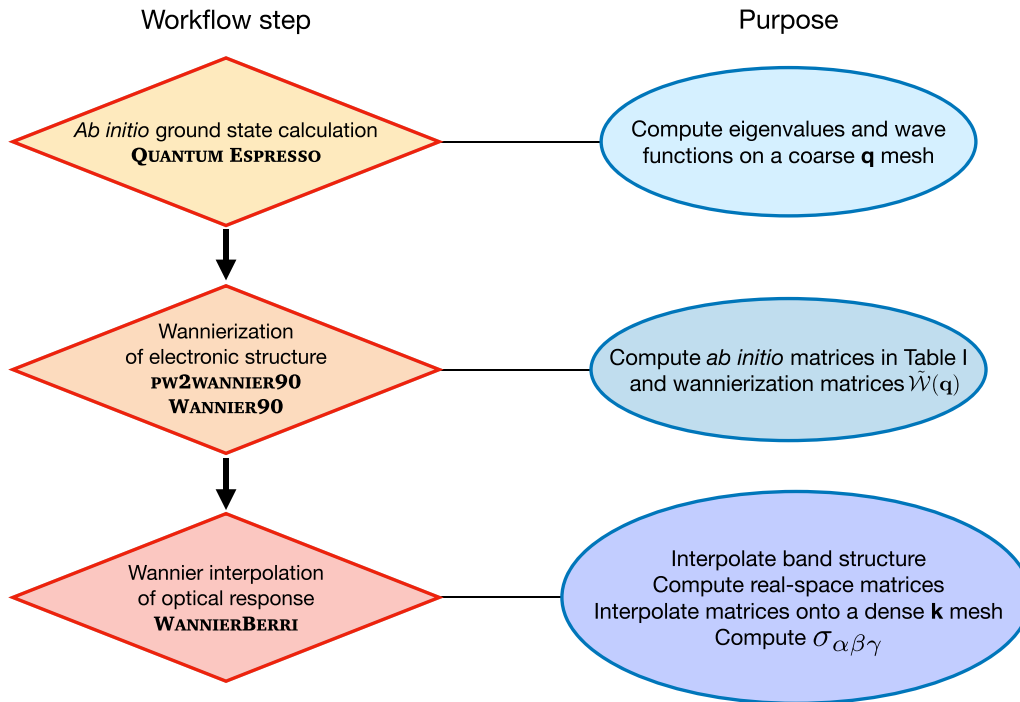 Workflow step
Purpose
Ab initio ground state calculation
QUANTUM ESPRESSO
Compute eigenvalues and wave
functions on a coarse q mesh
Wannierization
of electronic structure
PW2WANNIER90
WANNIER90
Compute ab initio matrices in Table I
and wannierization matrices 𝒲̃(q)
Wannier interpolation
of optical response
WANNIERBERRI
Interpolate band structure
Compute real-space matrices
Interpolate matrices onto a dense k mesh
Compute σαβγ